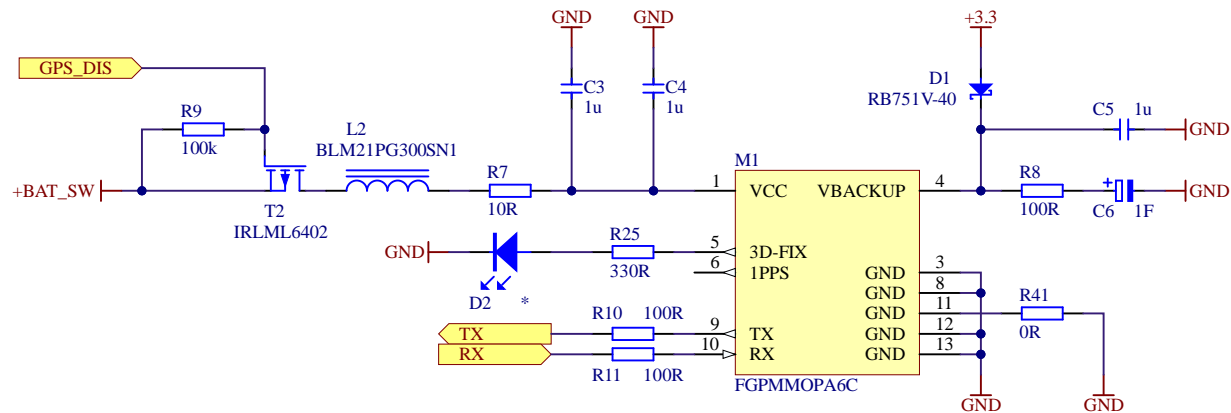 GND
GND
+3.3
GPS_DIS
C3
1u
C4
1u
D1
RB751V-40
R9
100k
L2
BLM21PG300SN1
C5
1u
GND
+BAT_SW
T2
IRLML6402
R7
10R
M1
1
VCC
VBACKUP
4
R8
100R
+
C6
1F
GND
GND
D2
*
R25
330R
5
3D-FIX
6
1PPS
GND
3
GND
8
GND
11
R41
0R
TX
R10
100R
9
TX
GND
12
RX
R11
100R
10
RX
GND
13
FGPMMOPA6C
GND
GND